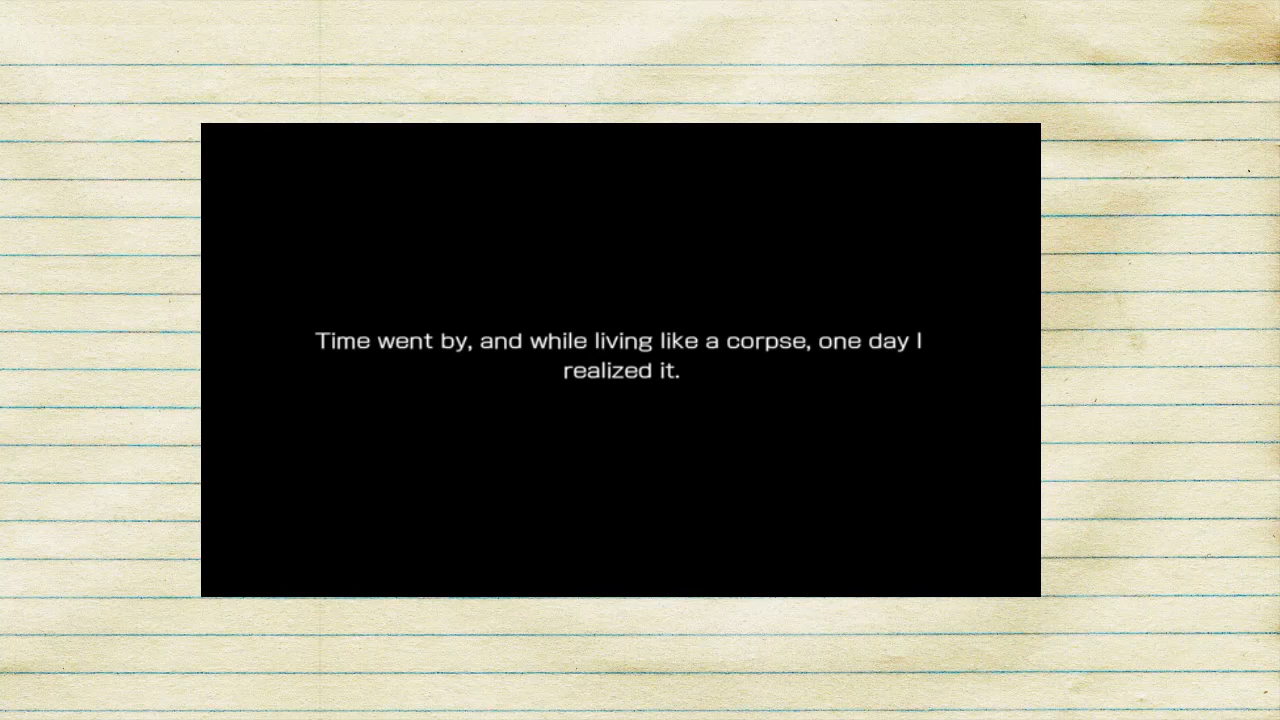 Time went by, and while living like a corpse, one day I
realized it.